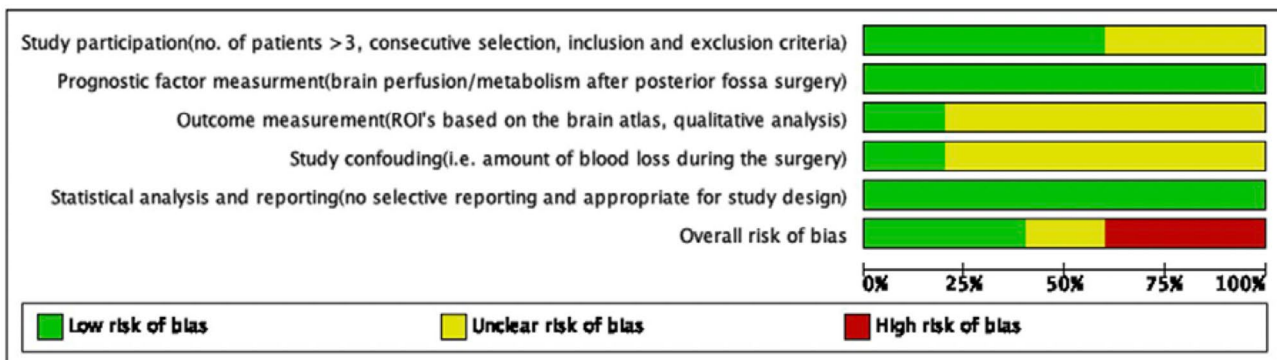 Study participation(no. of patients >3, consecutive selection, inclusion and exclusion criteria)
Prognostic factor measurment(brain perfusion/metabolism after posterior fossa surgery)
Outcome measurement(ROI's based on the brain atlas, qualitative analysis)
Study confouding(i.e. amount of blood loss during the surgery)
Statistical analysis and reporting(no selective reporting and appropriate for study design)
Overall risk of bias
0% 25% 50% 75% 100%
Low risk of bias Unclear risk of bias High risk of bias